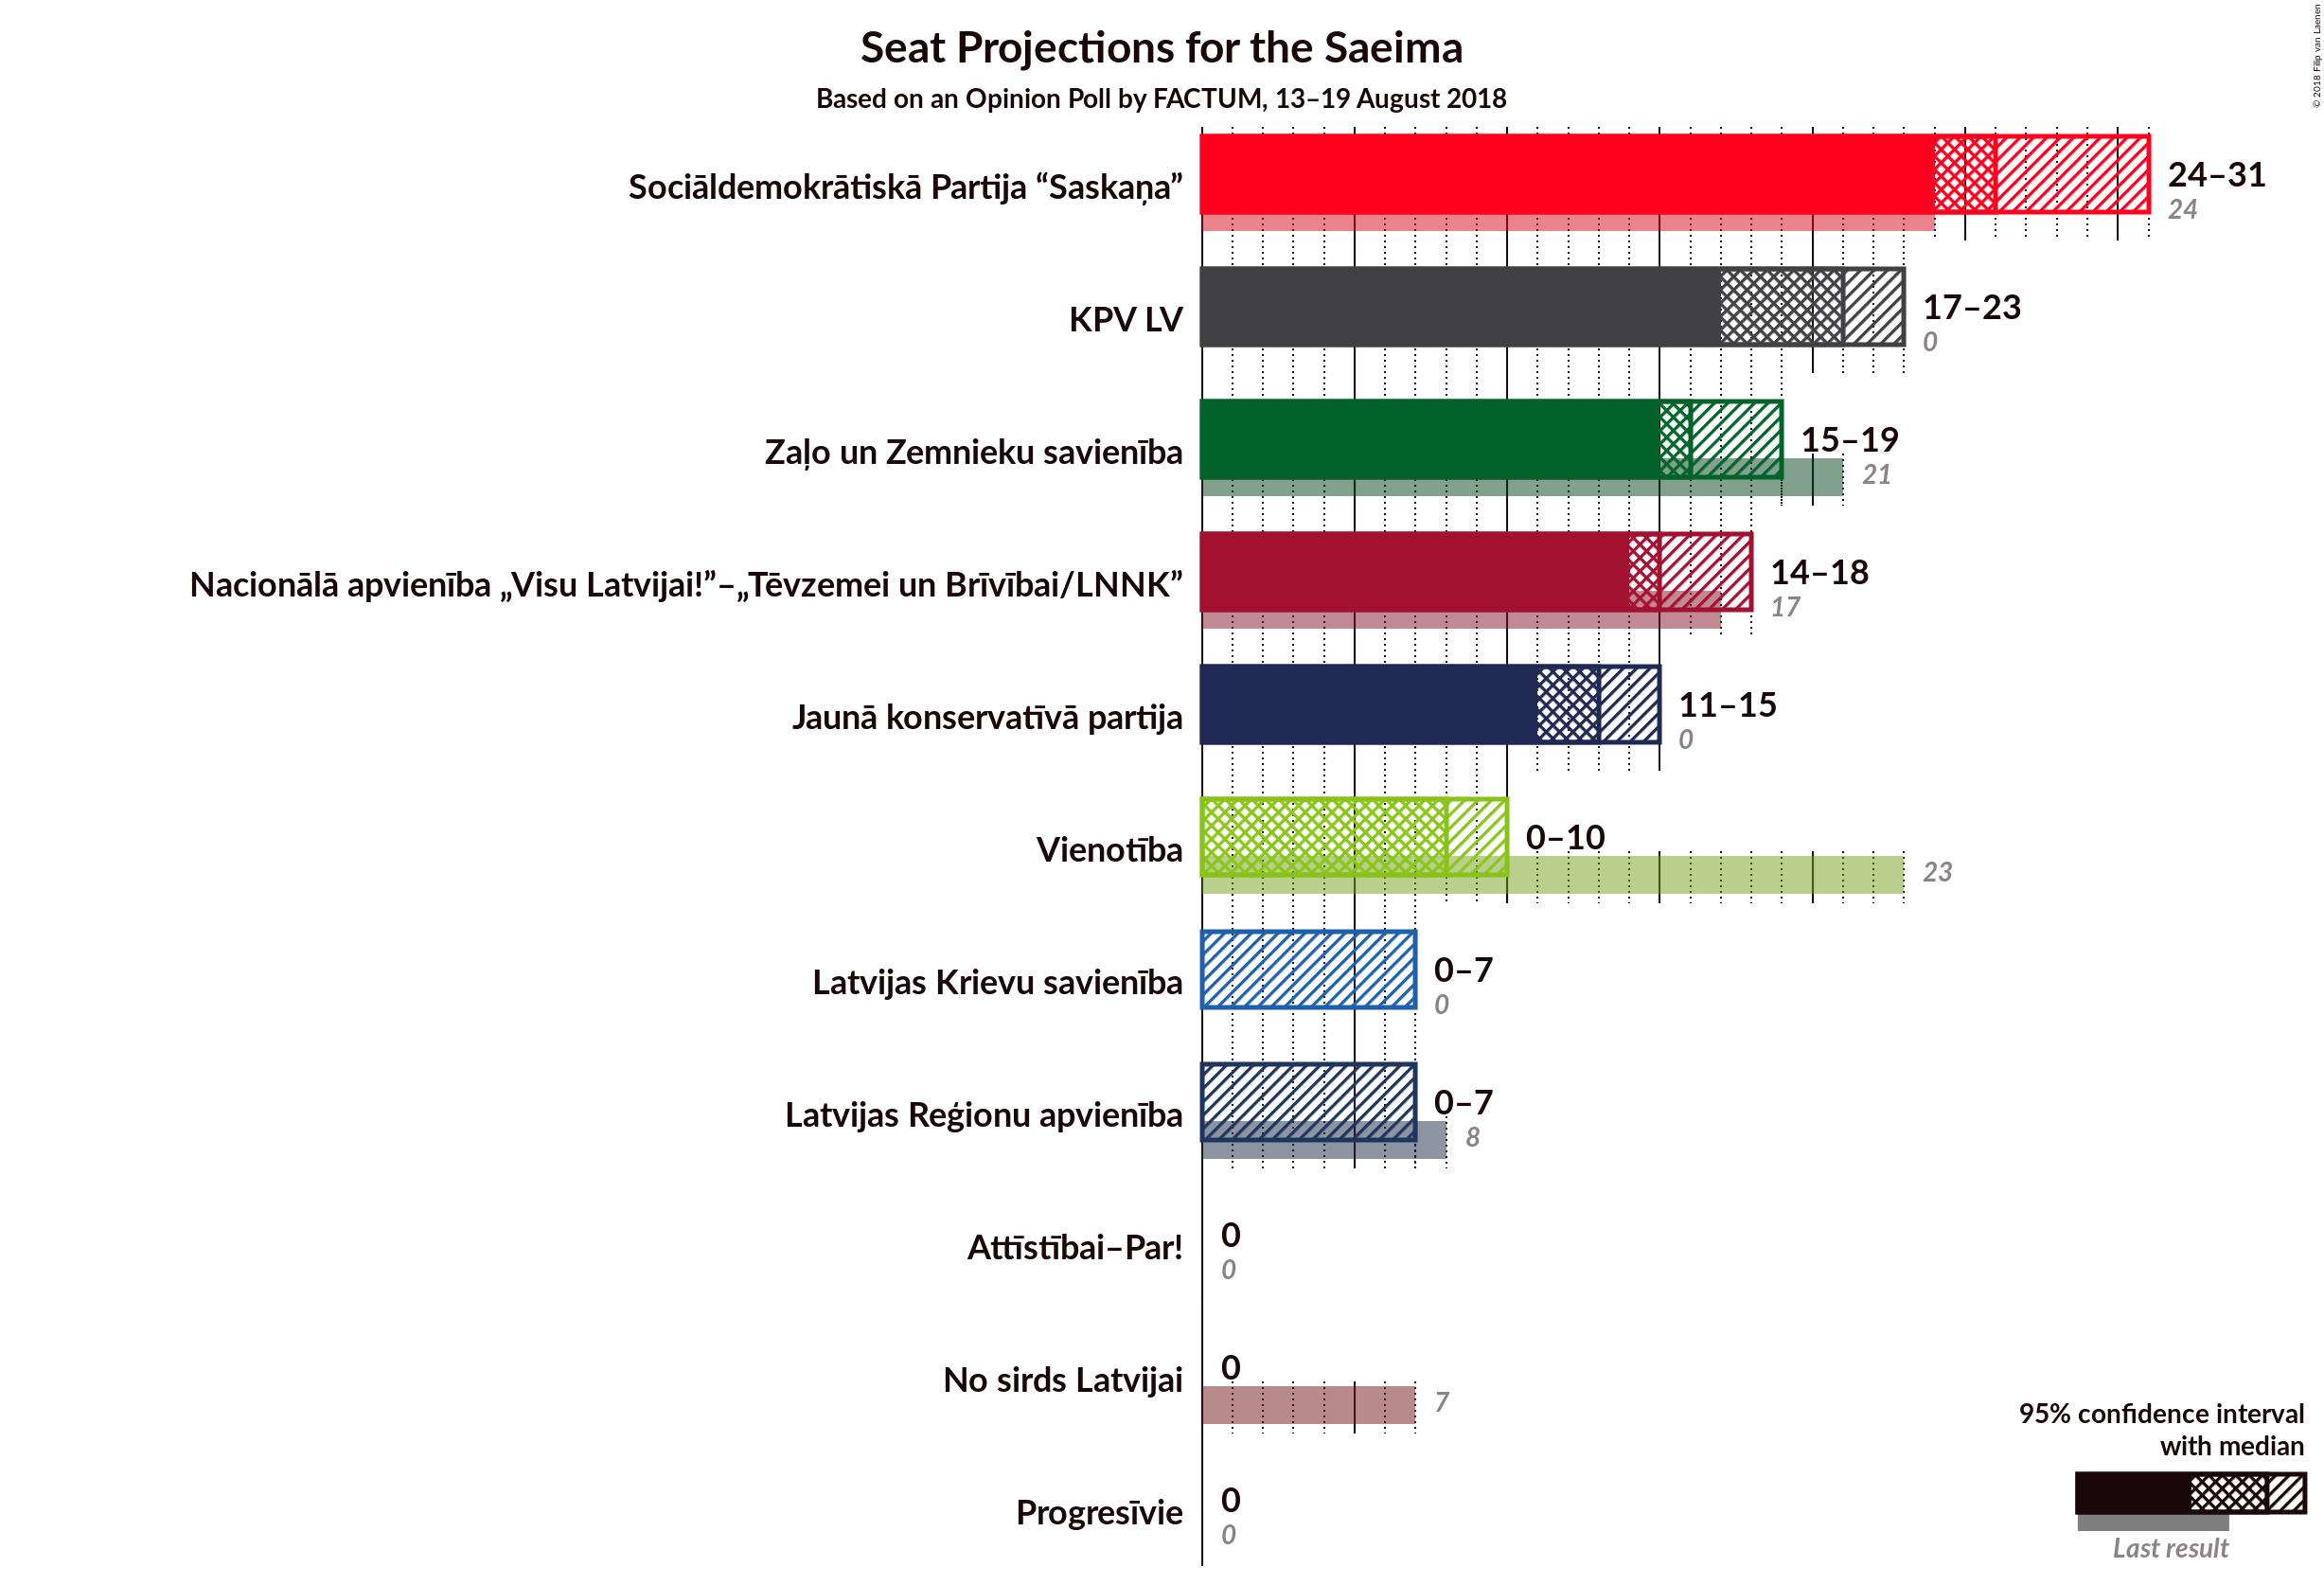 Seat Projections for the Saeima
Based on an Opinion Poll by FACTUM, 13–19 August 2018
© 2018 Filip van Laenen
Sociāldemokrātiskā Partija “Saskaņa”
24–31
24
KPV LV
17–23
0
Zaļo un Zemnieku savienība
15–19
21
Nacionālā apvienība „Visu Latvijai!”–„Tēvzemei un Brīvībai/LNNK”
14–18
17
Jaunā konservatīvā partija
11–15
0
Vienotība
0–10
23
Latvijas Krievu savienība
0–7
0
Latvijas Reģionu apvienība
0–7
8
Attīstībai–Par!
0
0
No sirds Latvijai
0
7
Progresīvie
0
0
95% confidence interval
with median
Last result